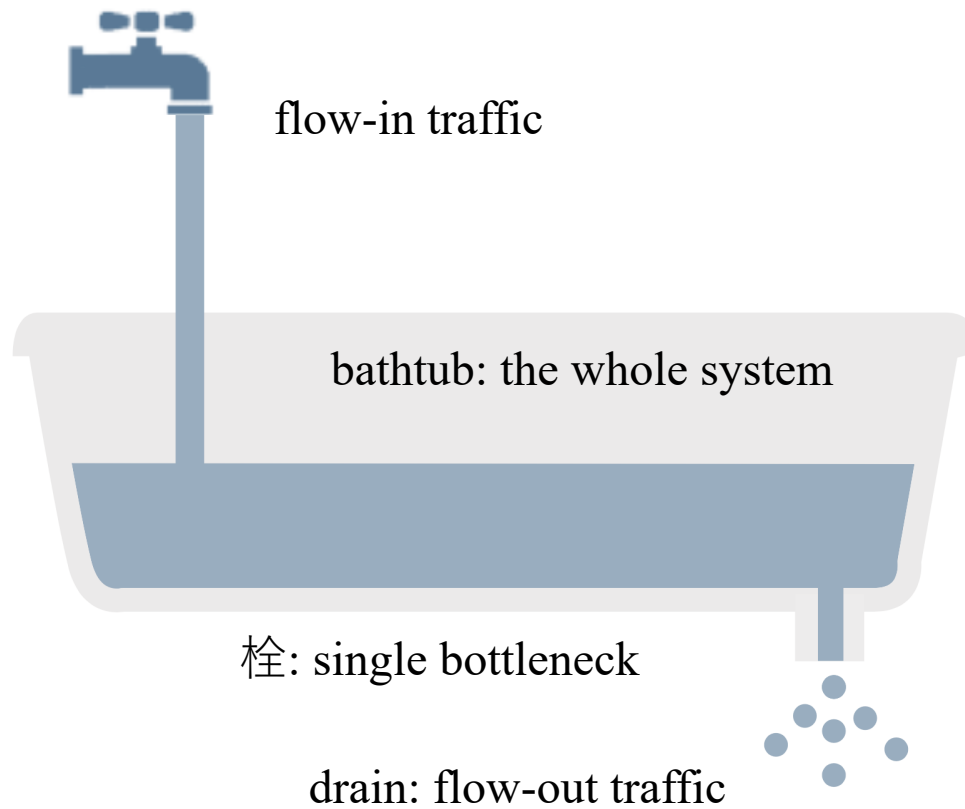 flow-in traffic
bathtub: the whole system
栓: single bottleneck
drain: flow-out traffic